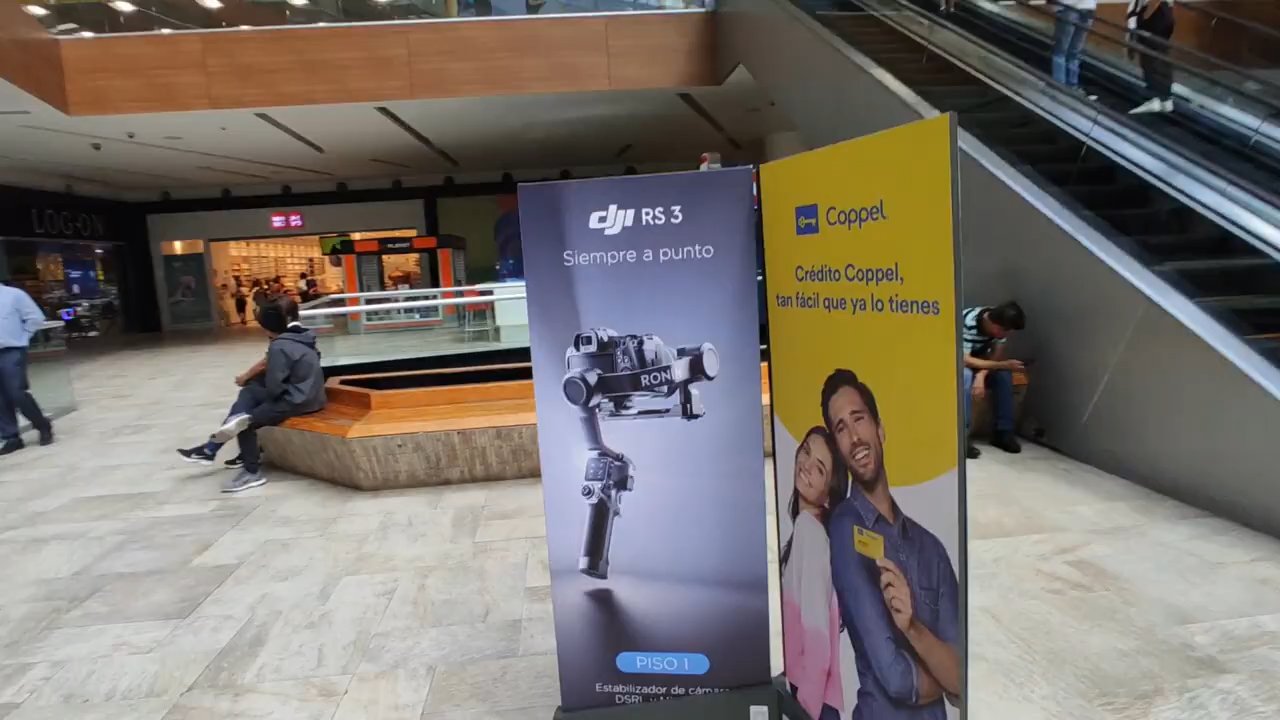 LOG-ON
dji RS 3
Siempre a punto
RONIN
PISO 1
Estabilizador de cámara
Coppel
Crédito Coppel,
tan fácil que ya lo tienes